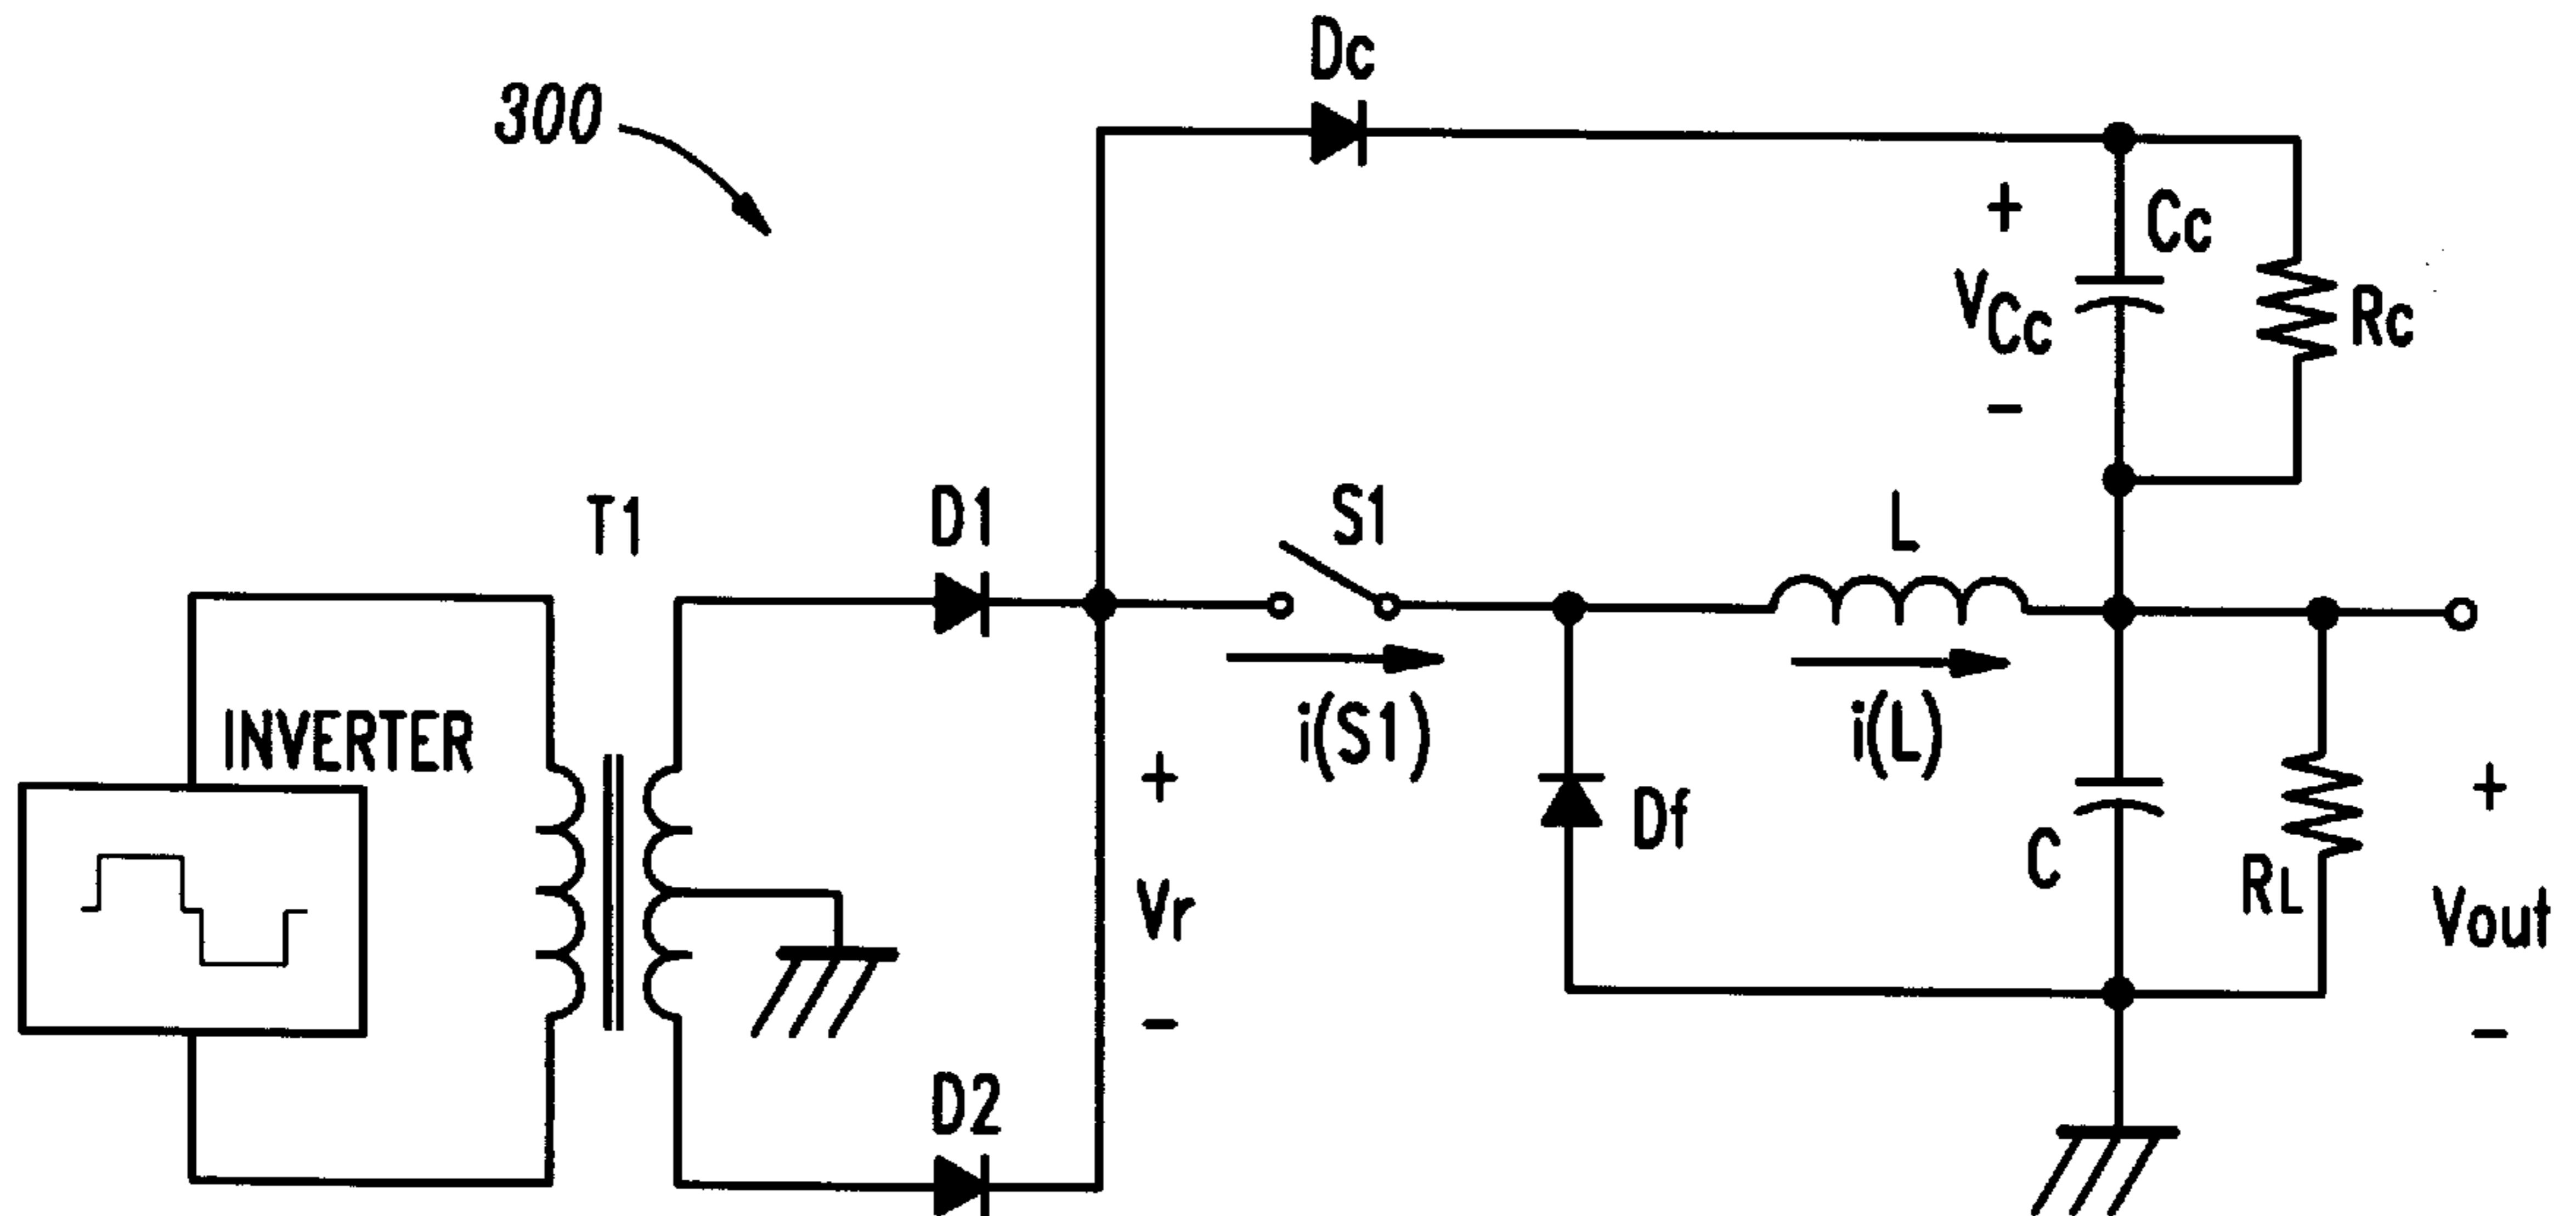 Dc
300
+
Cc
VCc
Rc
-
T1
D1
S1
L
INVERTER
i(S1)
i(L)
+
Vr
-
Df
C
RL
+
Vout
-
D2